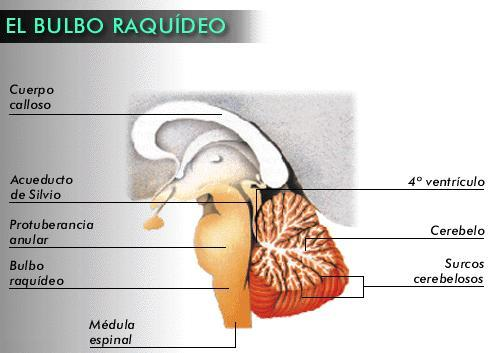 EL BULBO RAQUÍDEO
Cuerpo
calloso
Acueducto
de Silvio
4º ventrículo
Protuberancia
anular
Cerebelo
Bulbo
raquídeo
Surcos
cerebelosos
Médula
espinal